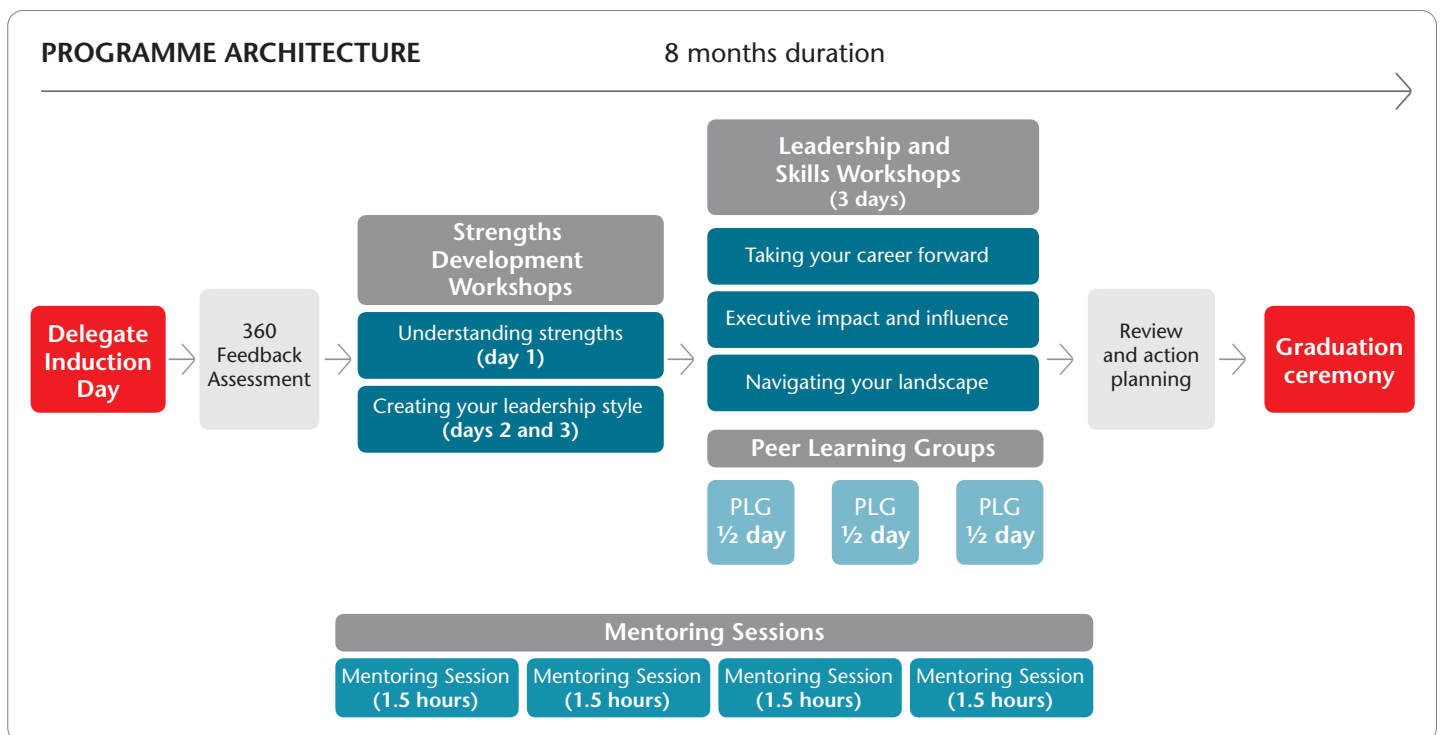 PROGRAMME ARCHITECTURE
8 months duration
Delegate
Induction
Day
360
Feedback
Assessment
Strengths
Development
Workshops
Understanding strengths
(day 1)
Creating your leadership style
(days 2 and 3)
Leadership and
Skills Workshops
(3 days)
Taking your career forward
Executive impact and influence
Navigating your landscape
Peer Learning Groups
PLG
½ day
PLG
½ day
PLG
½ day
Review
and action
planning
Graduation
ceremony
Mentoring Sessions
Mentoring Session
(1.5 hours)
Mentoring Session
(1.5 hours)
Mentoring Session
(1.5 hours)
Mentoring Session
(1.5 hours)